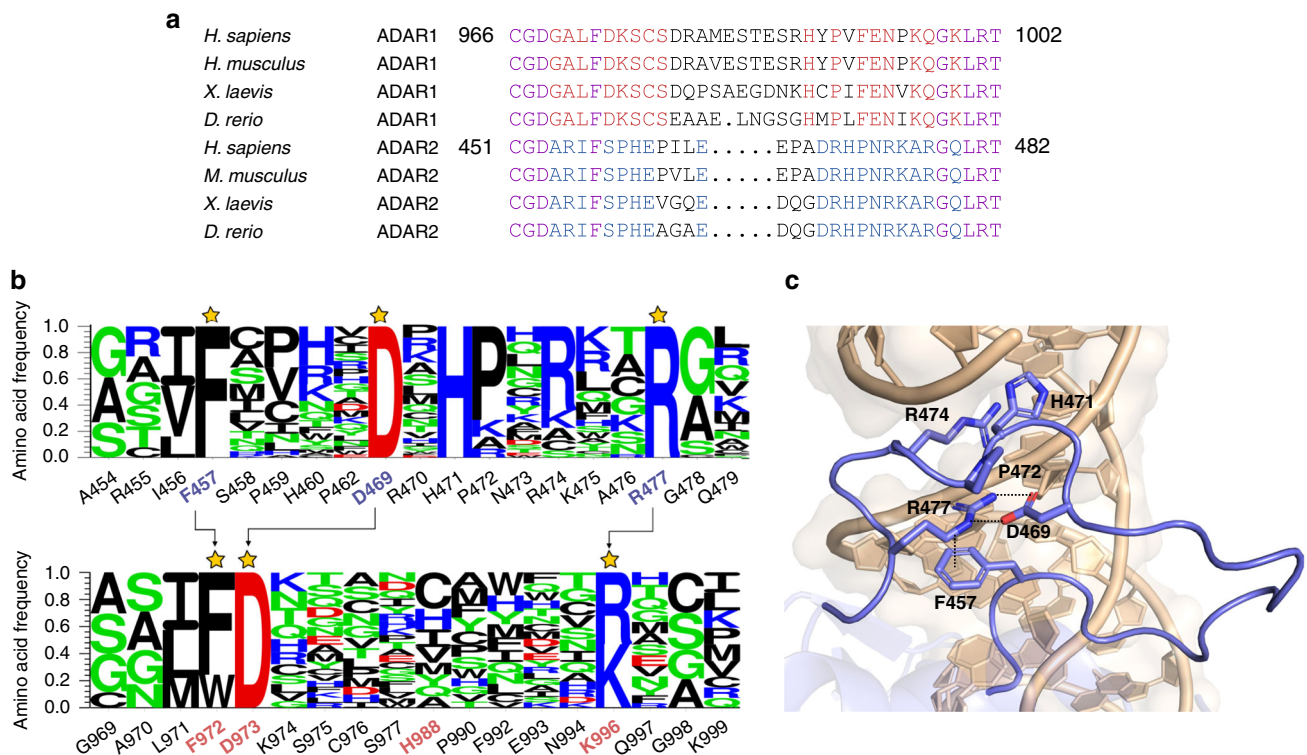 a
H. sapiens ADAR1 966 CGDGALFDKSCSDRAMESTESRHYPVFENPKQGKLRT 1002
H. musculus ADAR1 CGDGALFDKSCSDRAVESTESRHYPVFENPKQGKLRT
X. laevis ADAR1 CGDGALFDKSCSDQPSAEGDNKHCPIFENVKQGKLRT
D. rerio ADAR1 CGDGALFDKSCSEAAE.LNGSGHMPLFENIKQGKLRT
H. sapiens ADAR2 451 CGDARIFSPHEPILE.....EPADRHPNRKARGQLRT 482
M. musculus ADAR2 CGDARIFSPHEPVLE.....EPADRHPNRKARGQLRT
X. laevis ADAR2 CGDARIFSPHEVGQE.....DQGDRHPNRKARGQLRT
D. rerio ADAR2 CGDARIFSPHEAGAE.....DQGDRHPNRKARGQLRT
b
Amino acid frequency
1.0
0.8
0.6
0.4
0.2
0.0
A454 R455 I456 F457 S458 P459 H460 P462 D469 R470 H471 P472 N473 R474 K475 A476 R477 G478 Q479
Amino acid frequency
1.0
0.8
0.6
0.4
0.2
0.0
G969 A970 L971 F972 D973 K974 S975 C976 S977 H988 P990 F992 E993 N994 K996 Q997 G998 K999
c
R474
H471
P472
R477
D469
F457